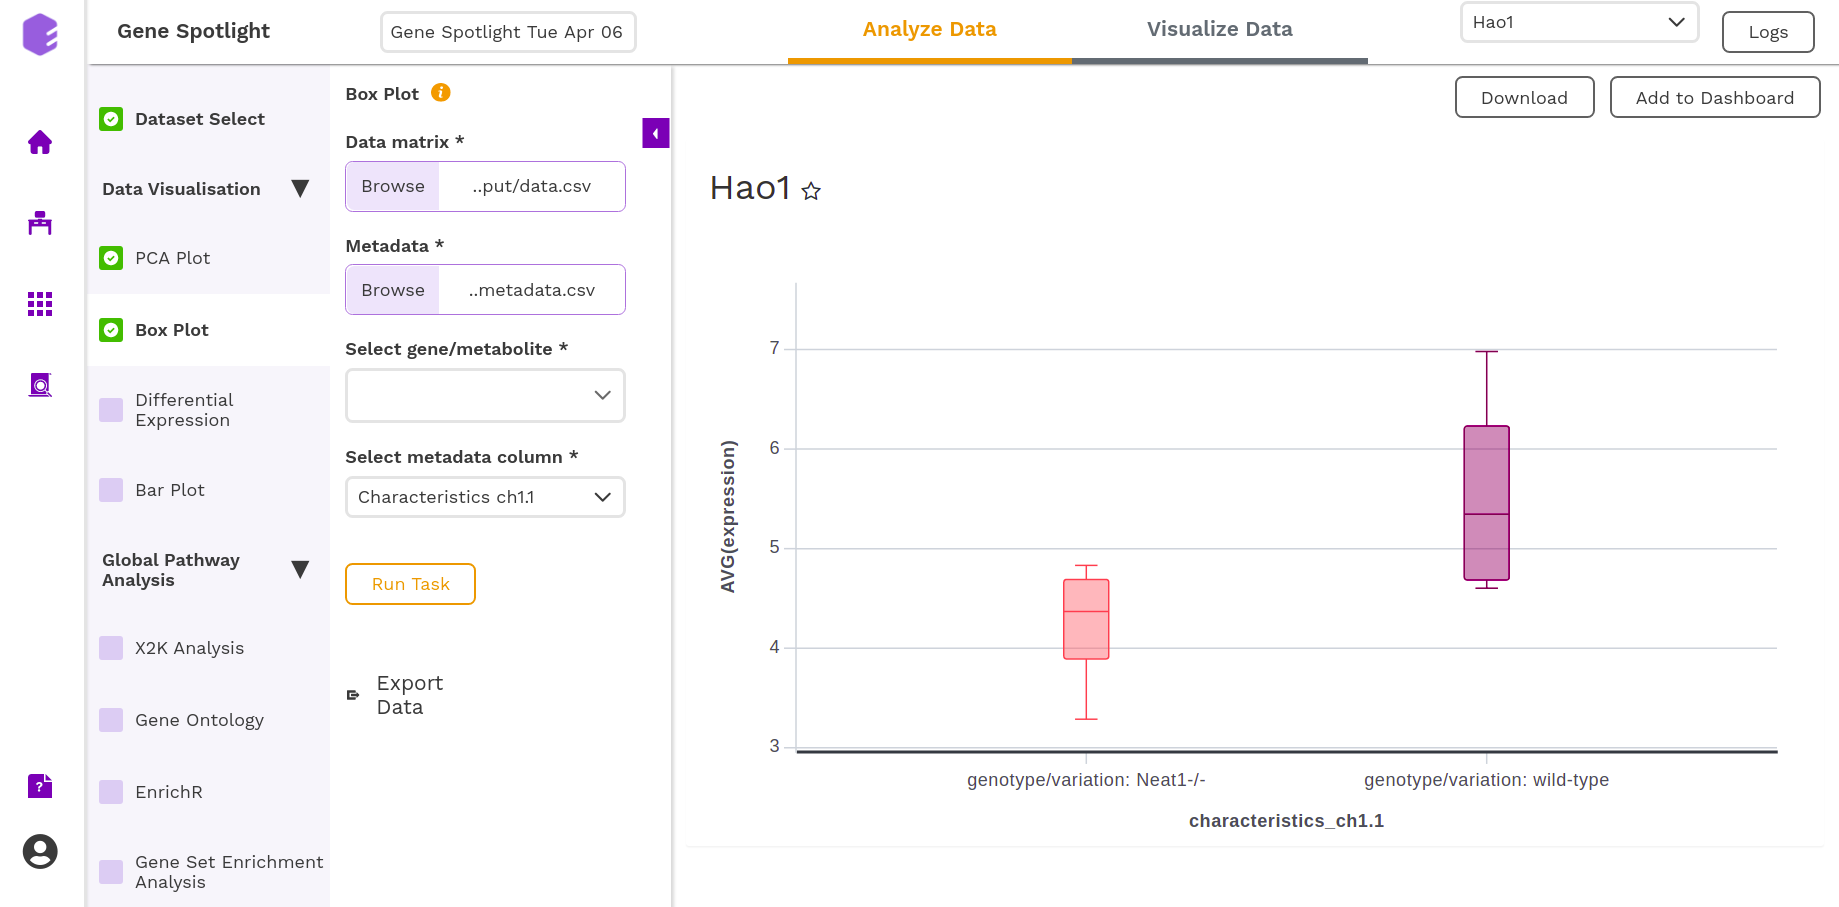 Gene Spotlight
Gene Spotlight Tue Apr 06
Analyze Data
Visualize Data
Hao1
Logs
Dataset Select
Data Visualisation
PCA Plot
Box Plot
Differential
Expression
Bar Plot
Global Pathway
Analysis
X2K Analysis
Gene Ontology
EnrichR
Gene Set Enrichment
Analysis
Box Plot
Data matrix *
Browse ..put/data.csv
Metadata *
Browse ..metadata.csv
Select gene/metabolite *
Select metadata column *
Characteristics ch1.1
Run Task
Export
Data
Download
Add to Dashboard
Hao1
7
6
5
4
3
AVG(expression)
genotype/variation: Neat1-/-
genotype/variation: wild-type
characteristics_ch1.1